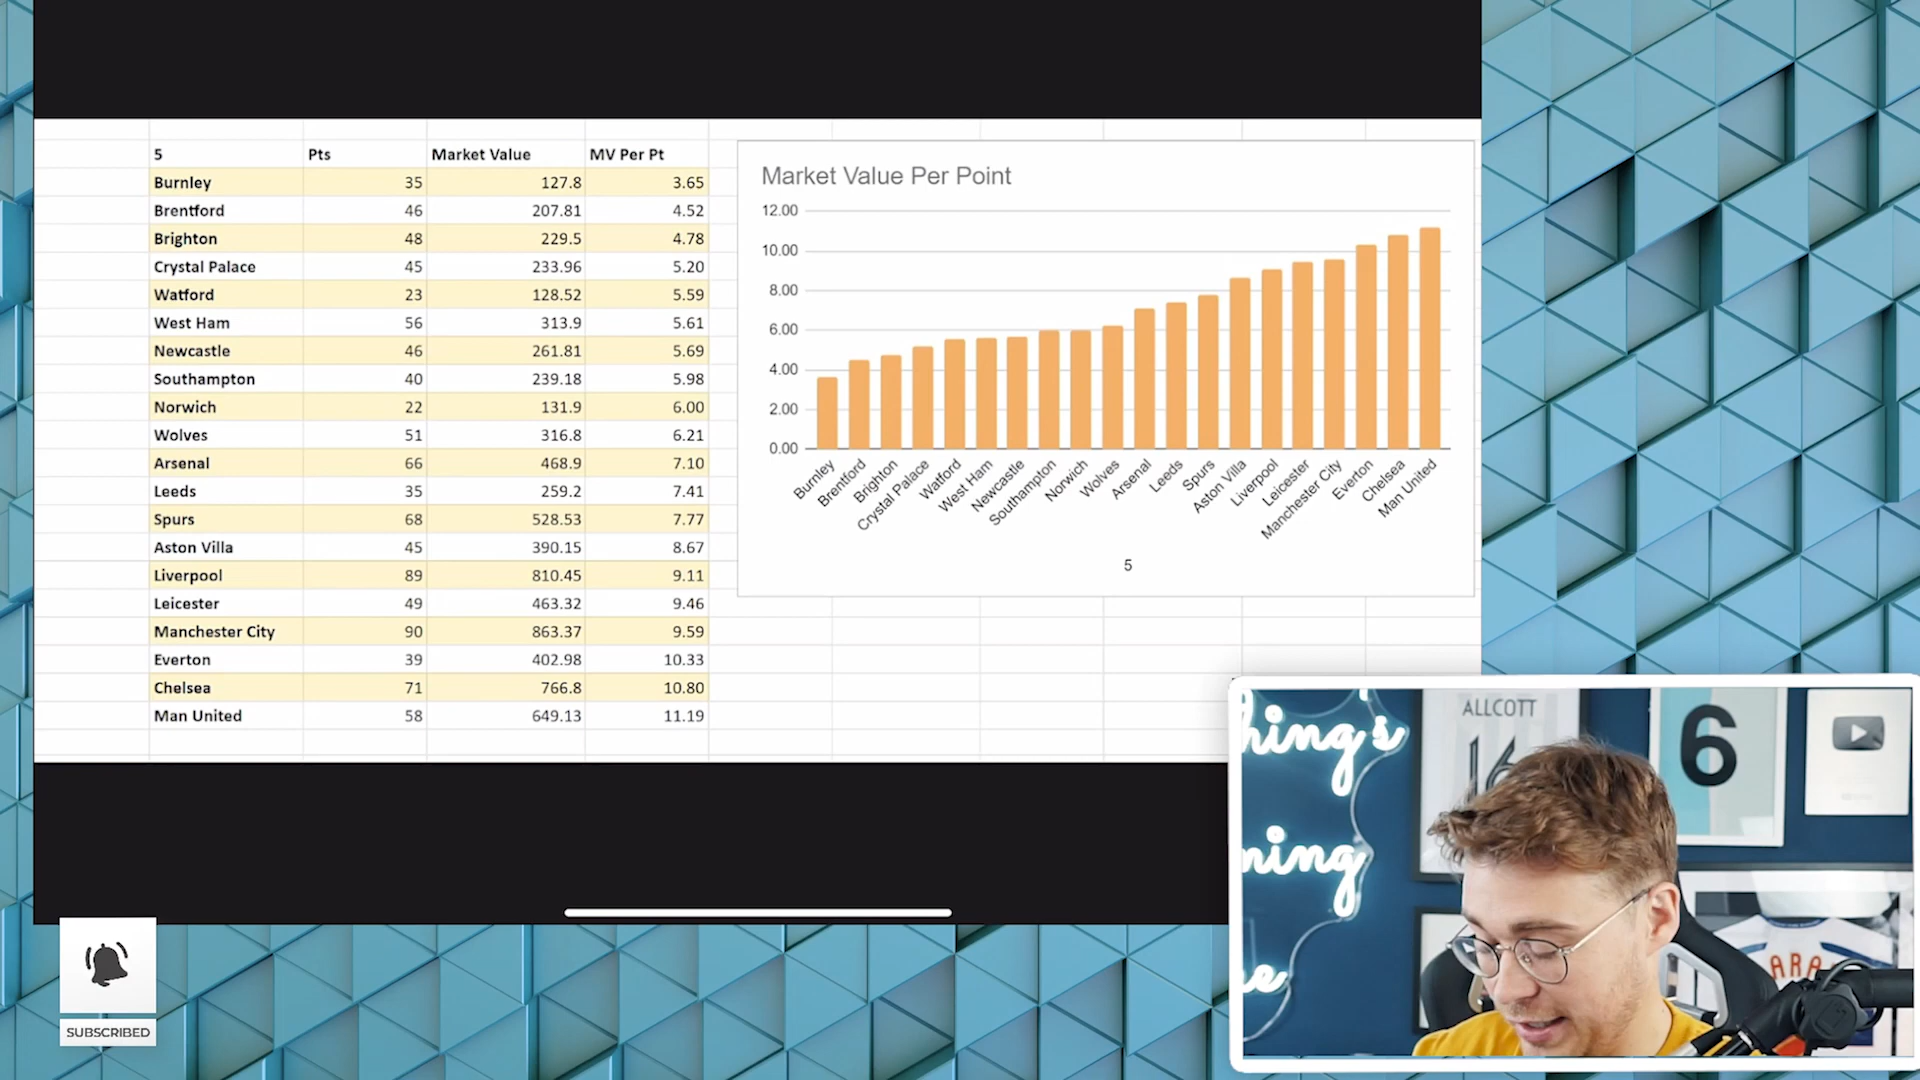 5 Pts Market Value MV Per Pt
Burnley 35 127.8 3.65
Brentford 46 207.81 4.52
Brighton 48 229.5 4.78
Crystal Palace 45 233.96 5.20
Watford 23 128.52 5.59
West Ham 56 313.9 5.61
Newcastle 46 261.81 5.69
Southampton 40 239.18 5.98
Norwich 22 131.9 6.00
Wolves 51 316.8 6.21
Arsenal 66 468.9 7.10
Leeds 35 259.2 7.41
Spurs 68 528.53 7.77
Aston Villa 45 390.15 8.67
Liverpool 89 810.45 9.11
Leicester 49 463.32 9.46
Manchester City 90 863.37 9.59
Everton 39 402.98 10.33
Chelsea 71 766.8 10.80
Man United 58 649.13 11.19
Market Value Per Point
12.00
10.00
8.00
6.00
4.00
2.00
0.00
Burnley
Brentford
Brighton
Crystal Palace
Watford
West Ham
Newcastle
Southampton
Norwich
Wolves
Arsenal
Leeds
Spurs
Aston Villa
Liverpool
Leicester
Manchester City
Everton
Chelsea
Man United
5
hing's
ning
ALLCOTT
16
6
ARA
SUBSCRIBED